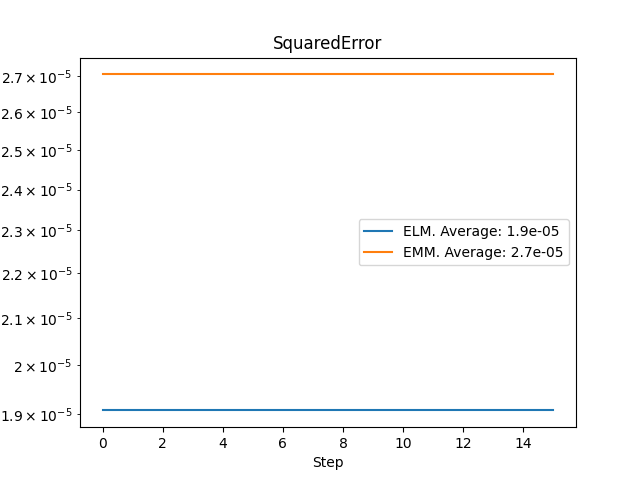 SquaredError
2.7 × 10⁻⁵
2.6 × 10⁻⁵
2.5 × 10⁻⁵
2.4 × 10⁻⁵
2.3 × 10⁻⁵
2.2 × 10⁻⁵
2.1 × 10⁻⁵
2 × 10⁻⁵
1.9 × 10⁻⁵
ELM. Average: 1.9e-05
EMM. Average: 2.7e-05
0 2 4 6 8 10 12 14
Step